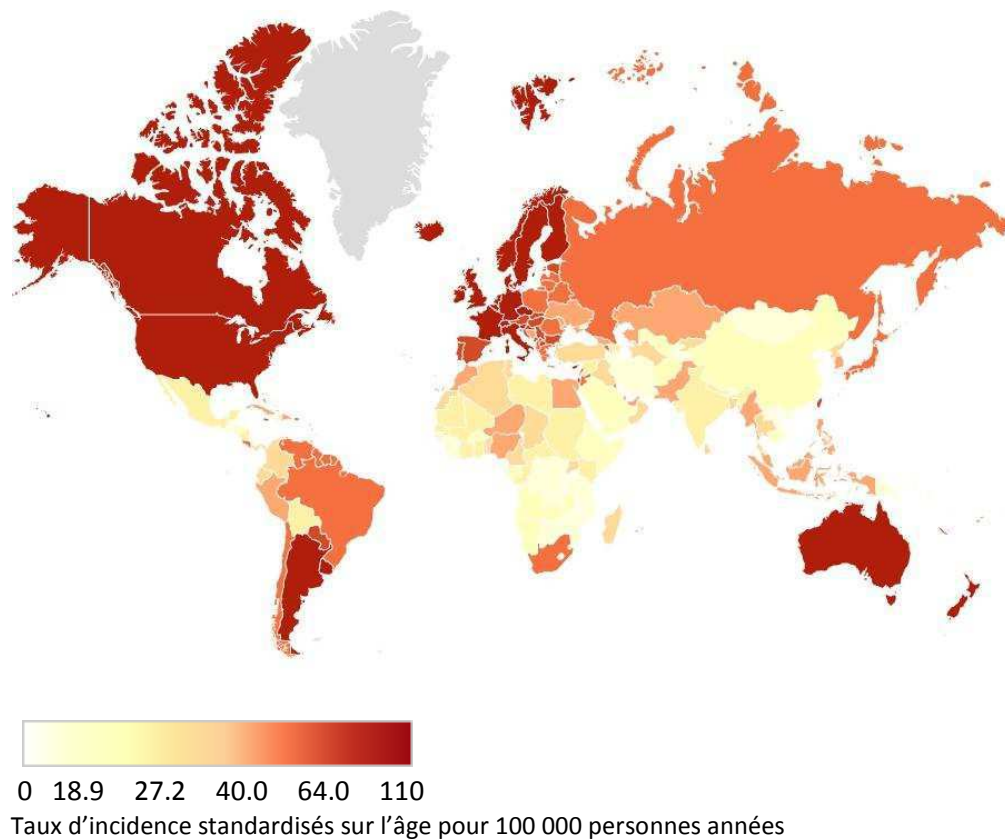 0 18.9 27.2 40.0 64.0 110
Taux d’incidence standardisés sur l’âge pour 100 000 personnes années